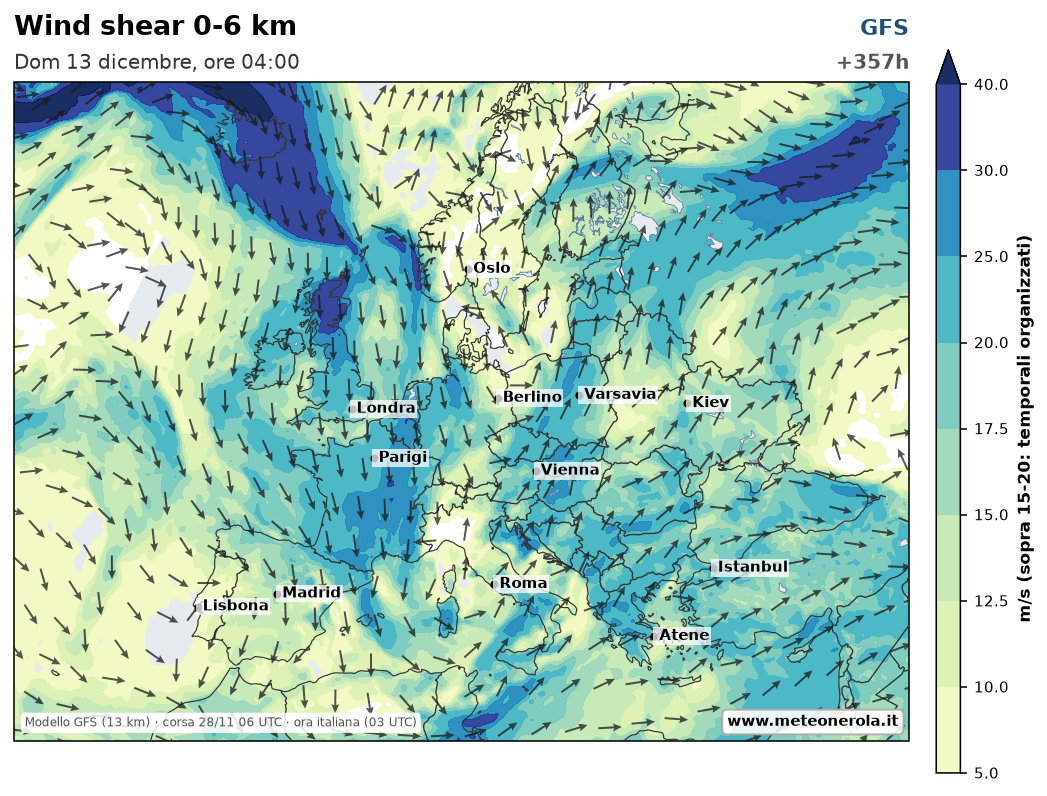 Wind shear 0-6 km
GFS
Dom 13 dicembre, ore 04:00
+357h
40.0
30.0
25.0
20.0
17.5
15.0
12.5
10.0
5.0
m/s (sopra 15-20: temporali organizzati)
Oslo
Berlino
Varsavia
Kiev
Londra
Parigi
Vienna
Istanbul
Roma
Madrid
Lisbona
Atene
Modello GFS (13 km) · corsa 28/11 06 UTC · ora italiana (03 UTC)
www.meteonerola.it